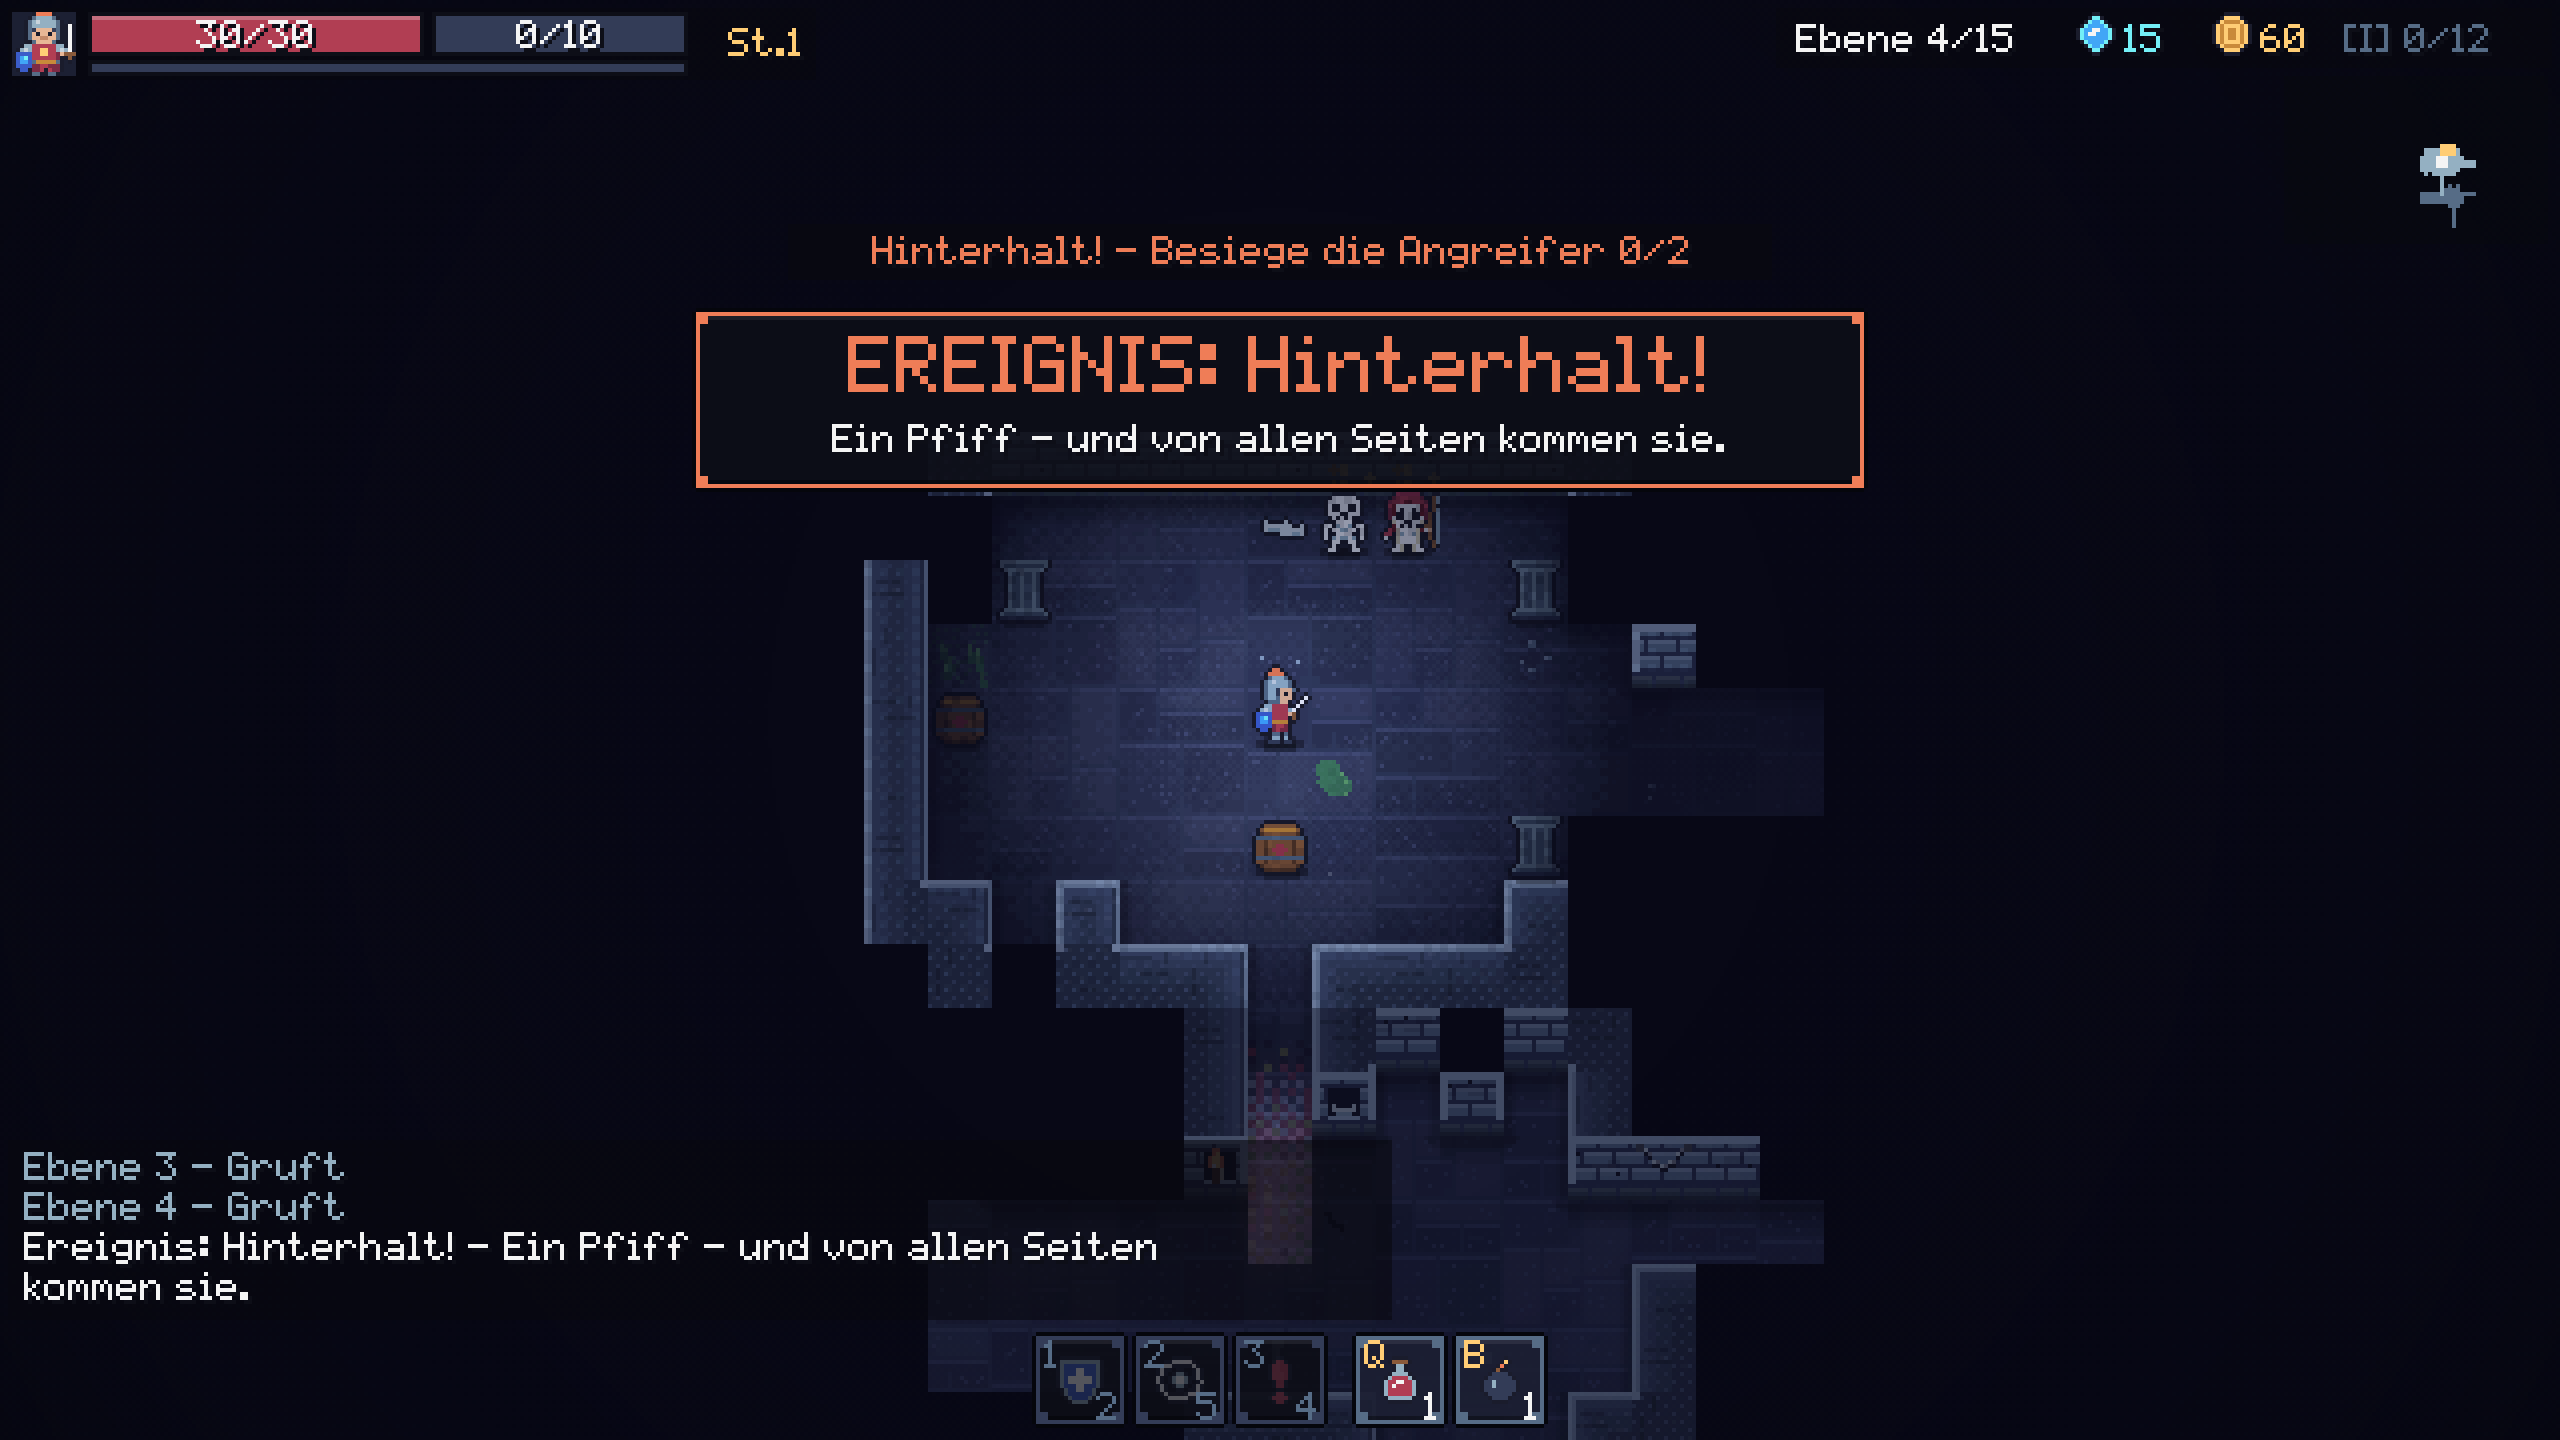 30/30 0/10 St.1 Ebene 4/15 15 60 [I] 0/12
Hinterhalt! - Besiege die Angreifer 0/2
EREIGNIS: Hinterhalt!
Ein Pfiff - und von allen Seiten kommen sie.
Ebene 3 - Gruft
Ebene 4 - Gruft
Ereignis: Hinterhalt! - Ein Pfiff - und von allen Seiten
kommen sie.
1 2 3 Q B
2 5 4 1 1